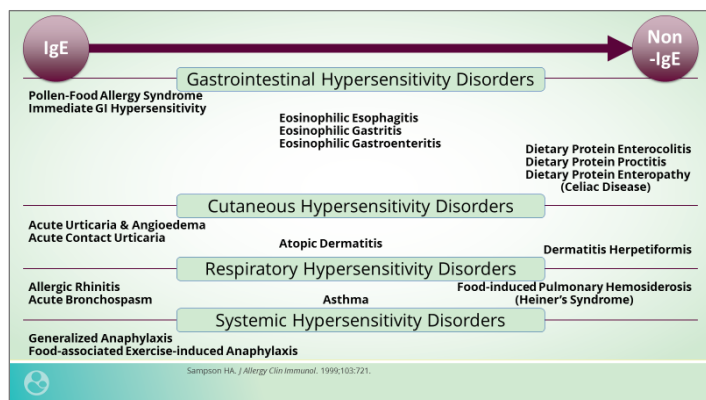 IgE
Non
-IgE
Gastrointestinal Hypersensitivity Disorders
Pollen-Food Allergy Syndrome
Immediate GI Hypersensitivity
Eosinophilic Esophagitis
Eosinophilic Gastritis
Eosinophilic Gastroenteritis
Dietary Protein Enterocolitis
Dietary Protein Proctitis
Dietary Protein Enteropathy
(Celiac Disease)
Cutaneous Hypersensitivity Disorders
Acute Urticaria & Angioedema
Acute Contact Urticaria
Atopic Dermatitis
Dermatitis Herpetiformis
Respiratory Hypersensitivity Disorders
Allergic Rhinitis
Acute Bronchospasm
Asthma
Food-induced Pulmonary Hemosiderosis
(Heiner's Syndrome)
Systemic Hypersensitivity Disorders
Generalized Anaphylaxis
Food-associated Exercise-induced Anaphylaxis
Sampson HA. J Allergy Clin Immunol. 1999;103:721.